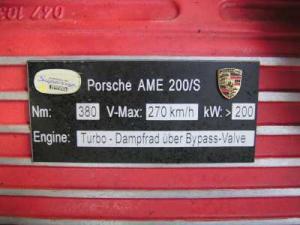 Porsche AME 200/S
Nm: 380 V-Max: 270 km/h kW: >200
Engine: Turbo - Dampfrad über Bypass-Valve